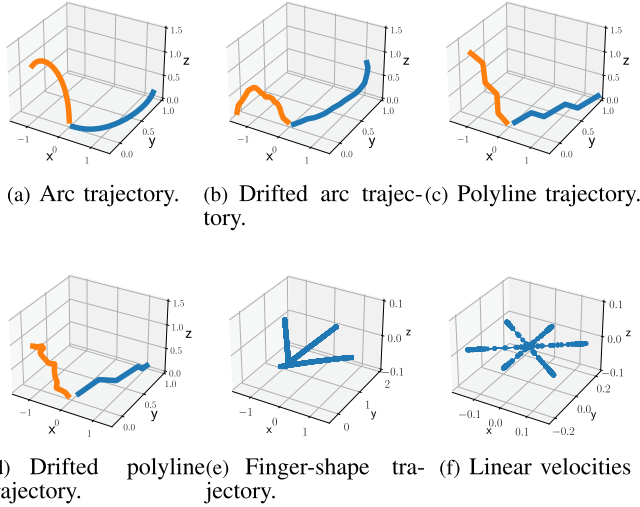 1.5
1.0
z
0.5
0.0
1.0
0.5
y
0.0
−1
0
1
x
(a) Arc trajectory.
1.5
1.0
z
0.5
0.0
1.0
0.5
y
0.0
−1
0
1
x
(b) Drifted arc trajec-
tory.
1.5
1.0
z
0.5
0.0
1.0
0.5
y
0.0
−1
0
1
x
(c) Polyline trajectory.
1.5
1.0
z
0.5
0.0
1.0
0.5
y
0.0
−1
0
1
x
d) Drifted polyline
rajectory.
0.1
z
0.0
−0.1
2
1
y
0
−1
0
1
x
(e) Finger-shape tra-
jectory.
0.1
z
0.0
−0.1
0.2
0.0
y
−0.2
−0.1
0.0
0.1
x
(f) Linear velocities